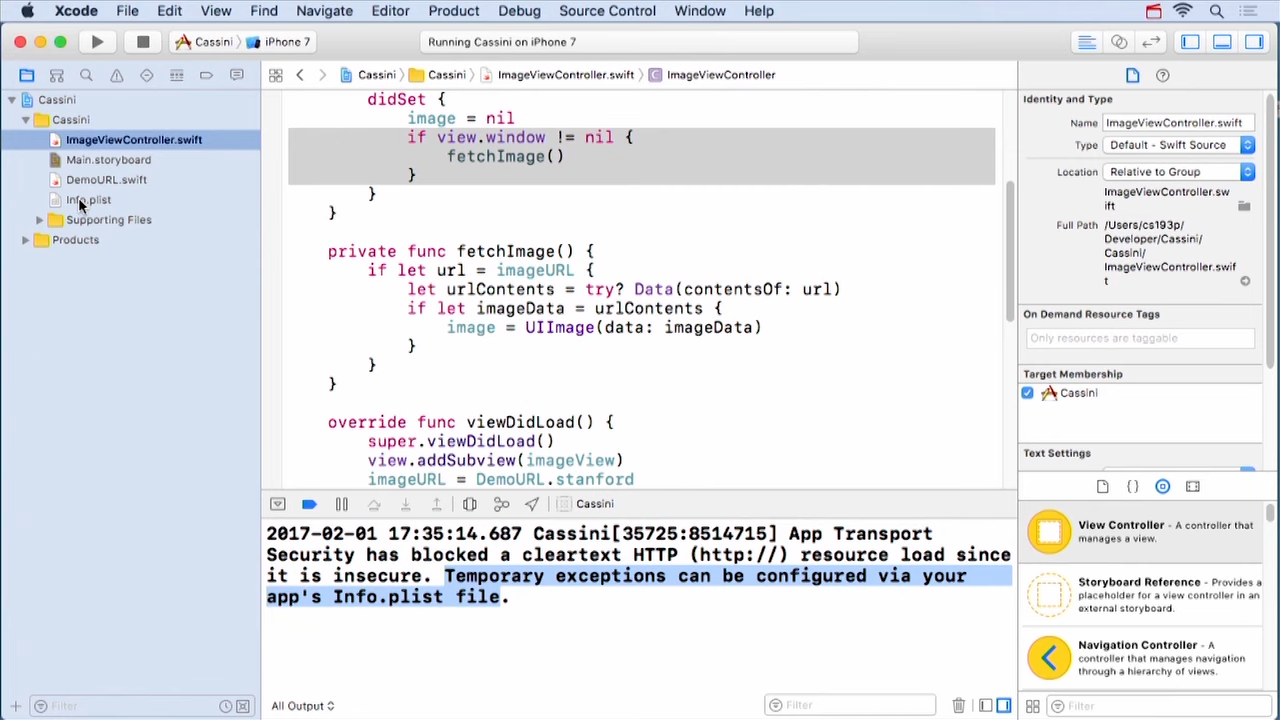 Xcode File Edit View Find Navigate Editor Product Debug Source Control Window Help
Cassini iPhone 7 Running Cassini on iPhone 7
Cassini Cassini ImageViewController.swift ImageViewController
Cassini
Cassini
ImageViewController.swift
Main.storyboard
DemoURL.swift
Info.plist
Supporting Files
Products
Filter
didSet {
image = nil
if view.window != nil {
fetchImage()
}
}
}
private func fetchImage() {
if let url = imageURL {
let urlContents = try? Data(contentsOf: url)
if let imageData = urlContents {
image = UIImage(data: imageData)
}
}
}
override func viewDidLoad() {
super.viewDidLoad()
view.addSubview(imageView)
imageURL = DemoURL.stanford
Cassini
2017-02-01 17:35:14.687 Cassini[35725:8514715] App Transport
Security has blocked a cleartext HTTP (http://) resource load since
it is insecure. Temporary exceptions can be configured via your
app's Info.plist file.
All Output Filter
Identity and Type
Name ImageViewController.swift
Type Default - Swift Source
Location Relative to Group
ImageViewController.sw
ift
Full Path /Users/cs193p/
Developer/Cassini/
Cassini/
ImageViewController.swif
t
On Demand Resource Tags
Only resources are taggable
Target Membership
Cassini
Text Settings
{ }
View Controller - A controller that
manages a view.
Storyboard Reference - Provides a
placeholder for a view controller in an
external storyboard.
Navigation Controller - A
controller that manages navigation
through a hierarchy of views.
Filter